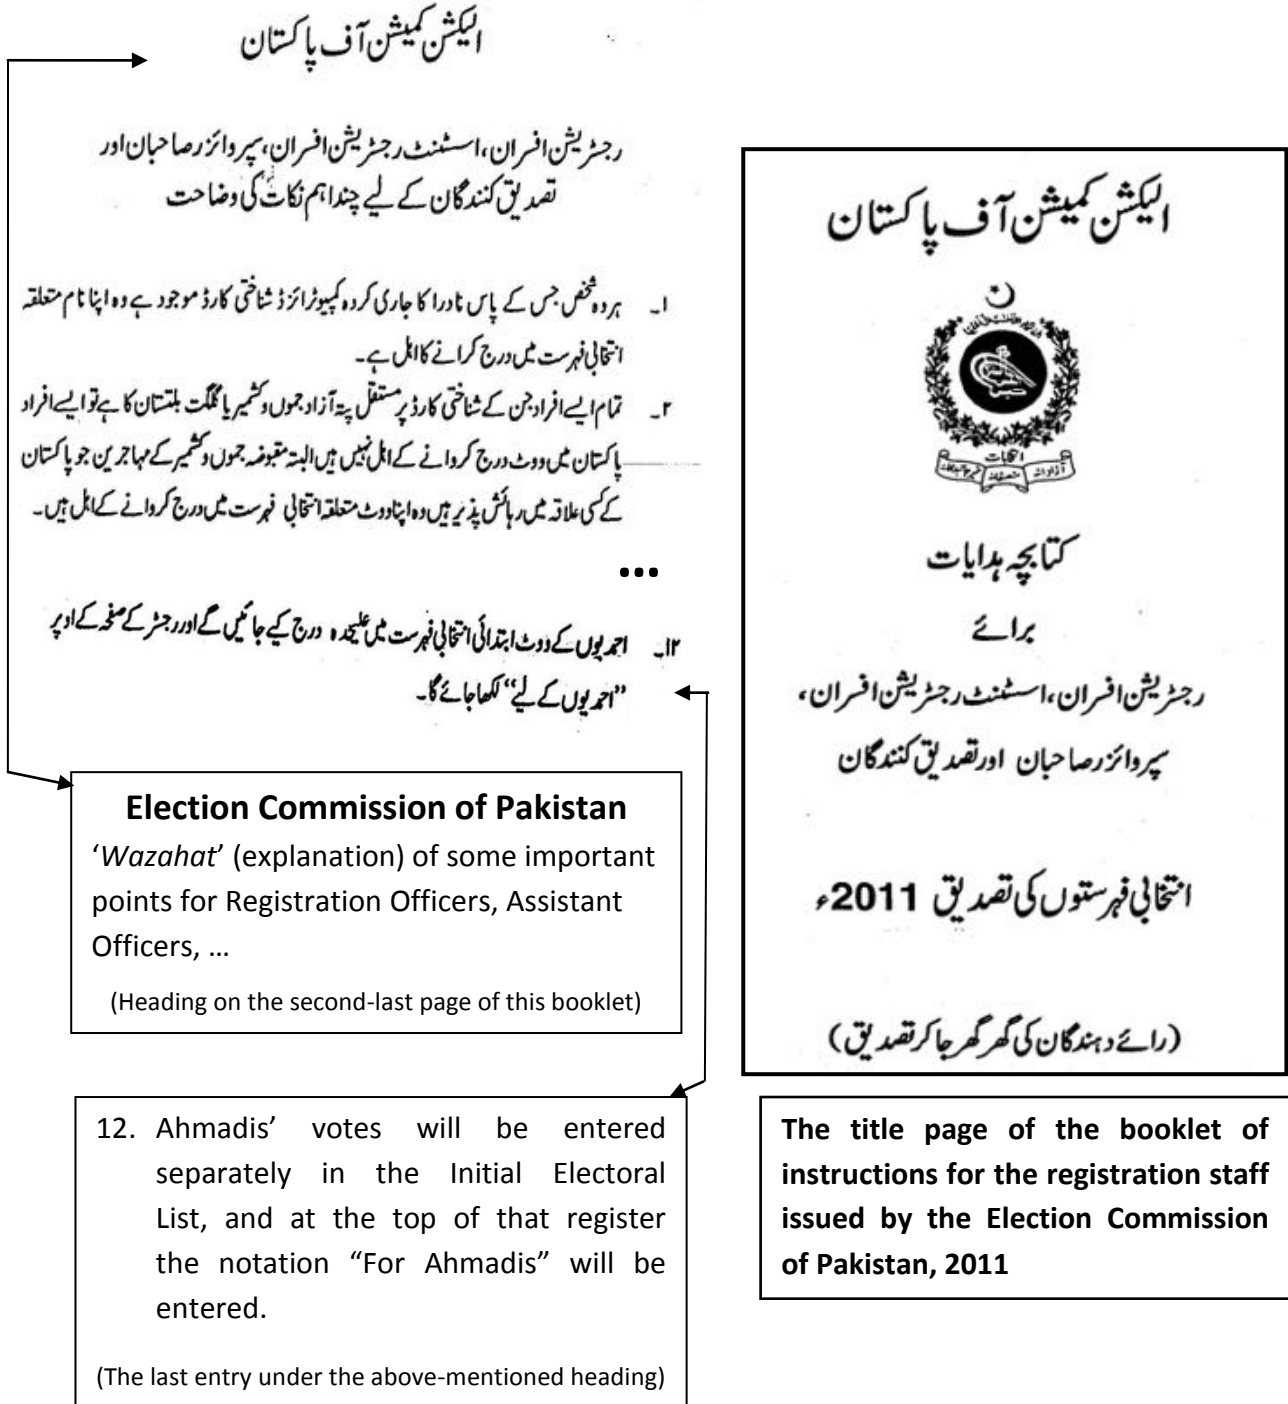 الیکشن کمیشن آف پاکستان
رجسٹریشن افسران، اسسٹنٹ رجسٹریشن افسران، سپروائزر صاحبان اور
تصدیق کنندگان کے لیے چند اہم نکات کی وضاحت
۱۔ ہر وہ شخص جس کے پاس نادرا کا جاری کردہ کمپیوٹرائزڈ شناختی کارڈ موجود ہے وہ اپنا نام متعلقہ
انتخابی فہرست میں درج کرانے کا اہل ہے۔
۲۔ تمام ایسے افراد جن کے شناختی کارڈ پر مستقل پتہ آزاد جموں و کشمیر یا گلگت بلتستان کا ہے تو ایسے افراد
پاکستان میں ووٹ درج کروانے کے اہل نہیں ہیں البتہ مقبوضہ جموں و کشمیر کے مہاجرین جو پاکستان
کے کسی علاقہ میں رہائش پذیر ہیں وہ اپنا ووٹ متعلقہ انتخابی فہرست میں درج کروانے کے اہل ہیں۔
...
۱۲۔ احمدیوں کے ووٹ ابتدائی انتخابی فہرست میں علیحدہ درج کیے جائیں گے اور رجسٹر کے صفحہ کے اوپر
”احمدیوں کے لیے“ لکھا جائے گا۔
Election Commission of Pakistan
‘Wazahat’ (explanation) of some important
points for Registration Officers, Assistant
Officers, …
(Heading on the second-last page of this booklet)
12. Ahmadis’ votes will be entered
separately in the Initial Electoral
List, and at the top of that register
the notation “For Ahmadis” will be
entered.
(The last entry under the above-mentioned heading)
الیکشن کمیشن آف پاکستان
انتخابات
آزادانہ منصفانہ غیرجانبدارانہ
کتابچہ ہدایات
برائے
رجسٹریشن افسران، اسسٹنٹ رجسٹریشن افسران،
سپروائزر صاحبان اور تصدیق کنندگان
انتخابی فہرستوں کی تصدیق 2011ء
(رائے دہندگان کی گھر گھر جا کر تصدیق)
The title page of the booklet of
instructions for the registration staff
issued by the Election Commission
of Pakistan, 2011